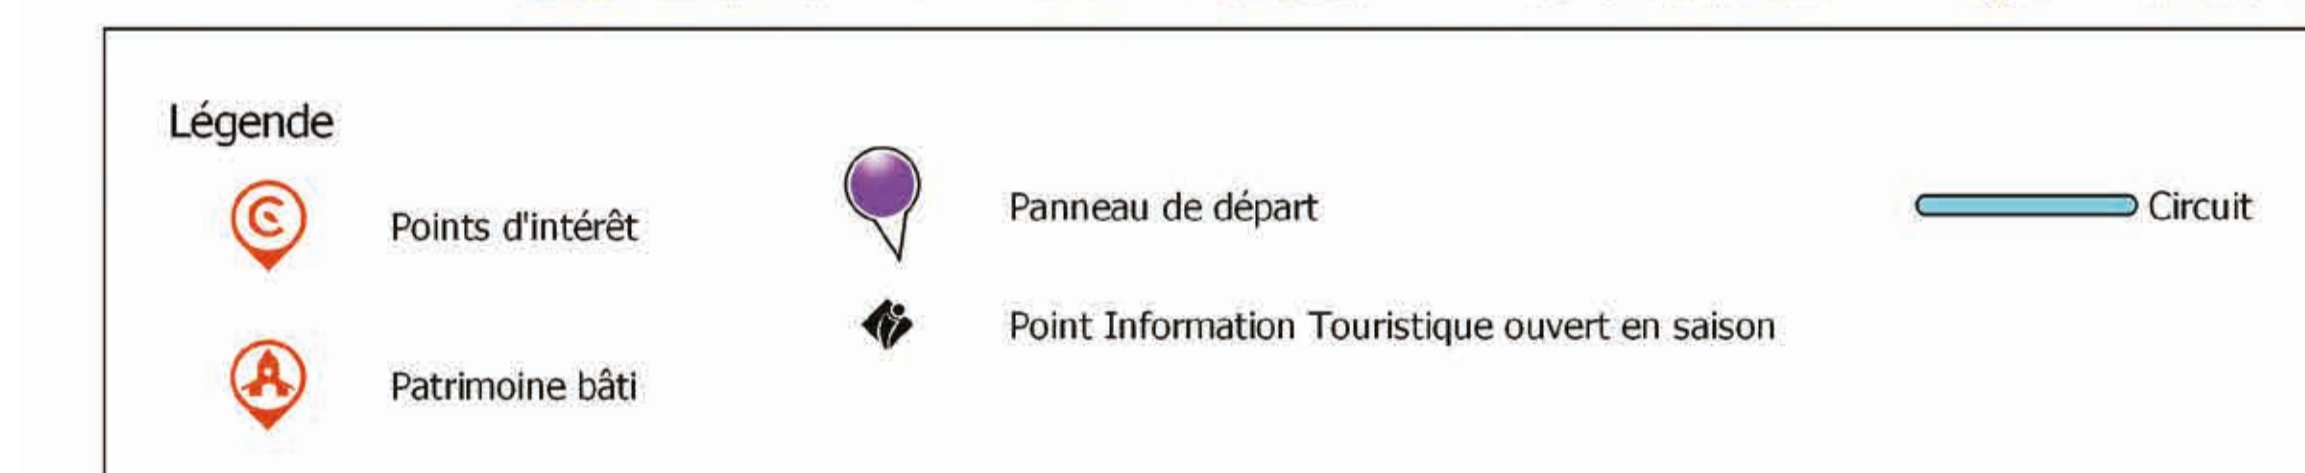 Légende
Points d'intérêt
Patrimoine bâti
Panneau de départ
Point Information Touristique ouvert en saison
Circuit